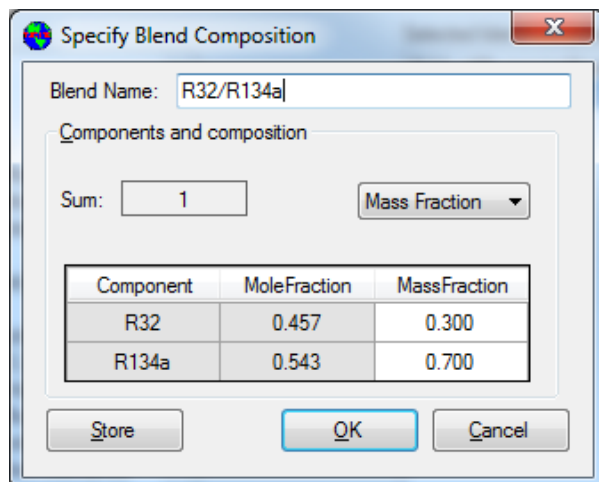 Specify Blend Composition
Blend Name: R32/R134a
Components and composition
Sum: 1 Mass Fraction
Component MoleFraction MassFraction
R32 0.457 0.300
R134a 0.543 0.700
Store OK Cancel